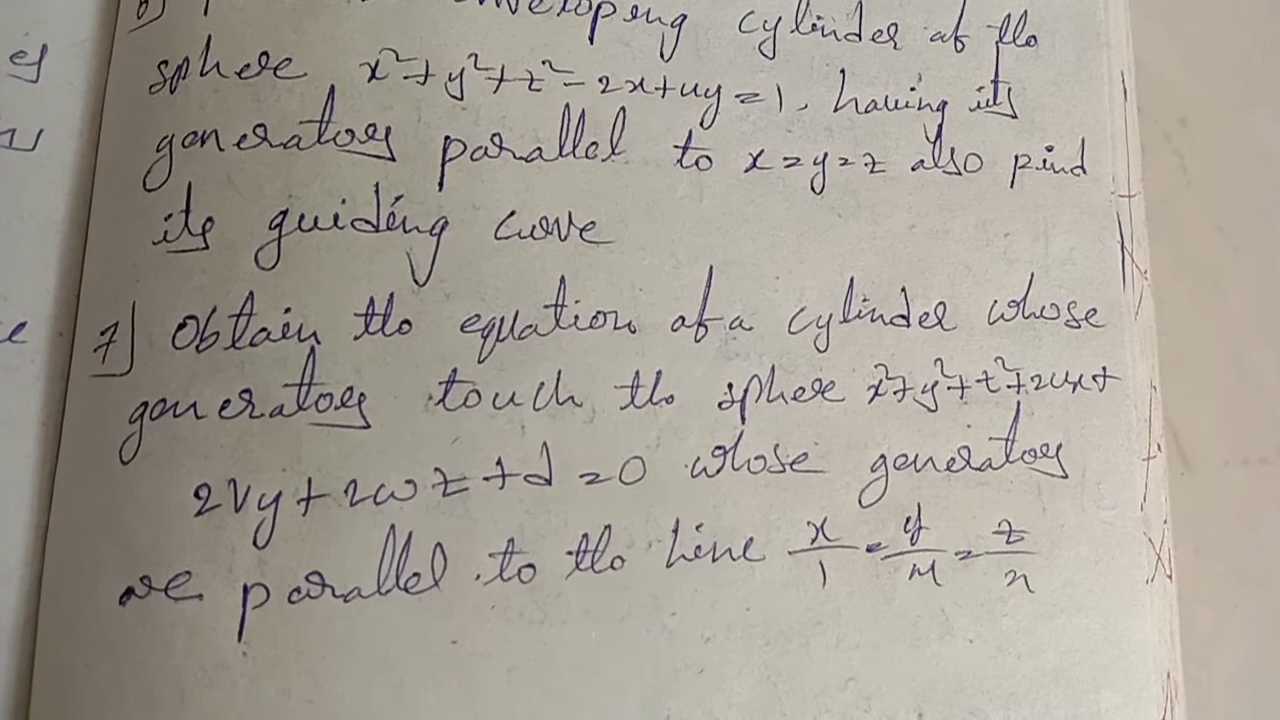 6) developing cylinder of the
sphere x²+y²+z²-2x+4y=1, having its
generators parallel to x=y=z also find
its guiding curve
7) Obtain the equation of a cylinder whose
generators touch the sphere x²+y²+z²+2ux+
2vy+2wz+d=0 whose generators
are parallel to the line x/l=y/m=z/n